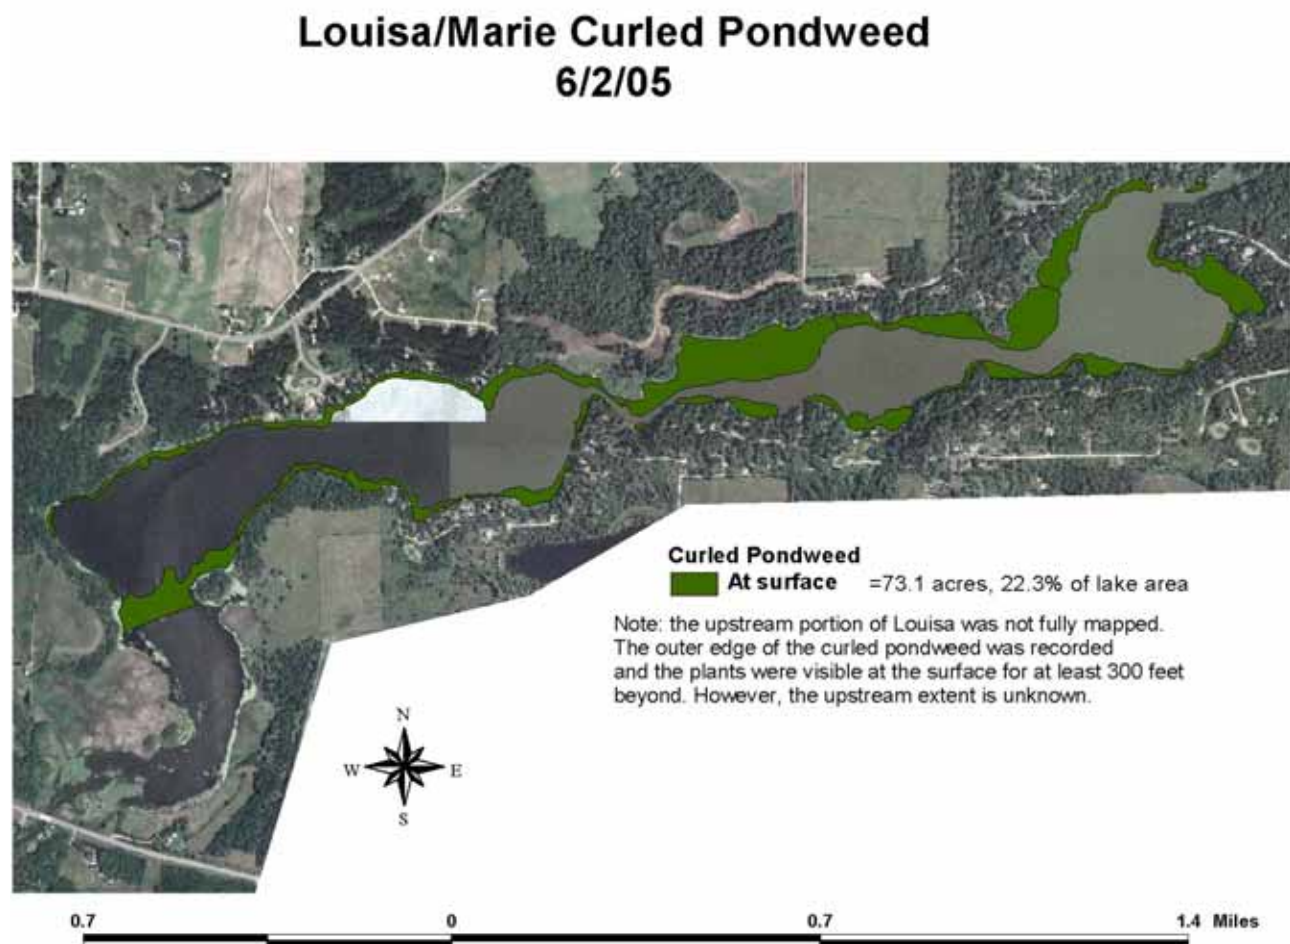 Louisa/Marie Curled Pondweed
6/2/05
Curled Pondweed
At surface =73.1 acres, 22.3% of lake area
Note: the upstream portion of Louisa was not fully mapped.
The outer edge of the curled pondweed was recorded
and the plants were visible at the surface for at least 300 feet
beyond. However, the upstream extent is unknown.
N
W E
S
0.7 0 0.7 1.4 Miles